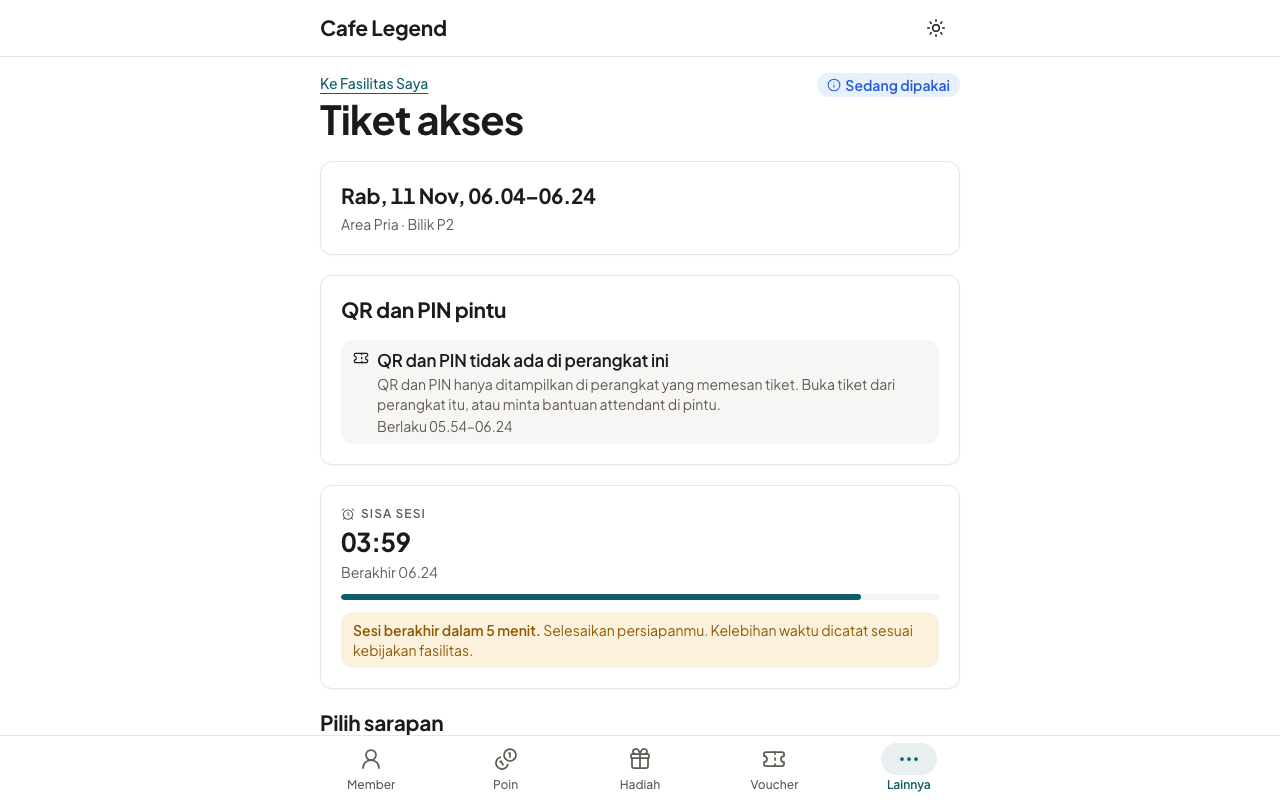 Cafe Legend
Ke Fasilitas Saya
Sedang dipakai
Tiket akses
Rab, 11 Nov, 06.04–06.24
Area Pria · Bilik P2
QR dan PIN pintu
QR dan PIN tidak ada di perangkat ini
QR dan PIN hanya ditampilkan di perangkat yang memesan tiket. Buka tiket dari
perangkat itu, atau minta bantuan attendant di pintu.
Berlaku 05.54–06.24
SISA SESI
03:59
Berakhir 06.24
Sesi berakhir dalam 5 menit. Selesaikan persiapanmu. Kelebihan waktu dicatat sesuai
kebijakan fasilitas.
Pilih sarapan
Member
Poin
Hadiah
Voucher
Lainnya